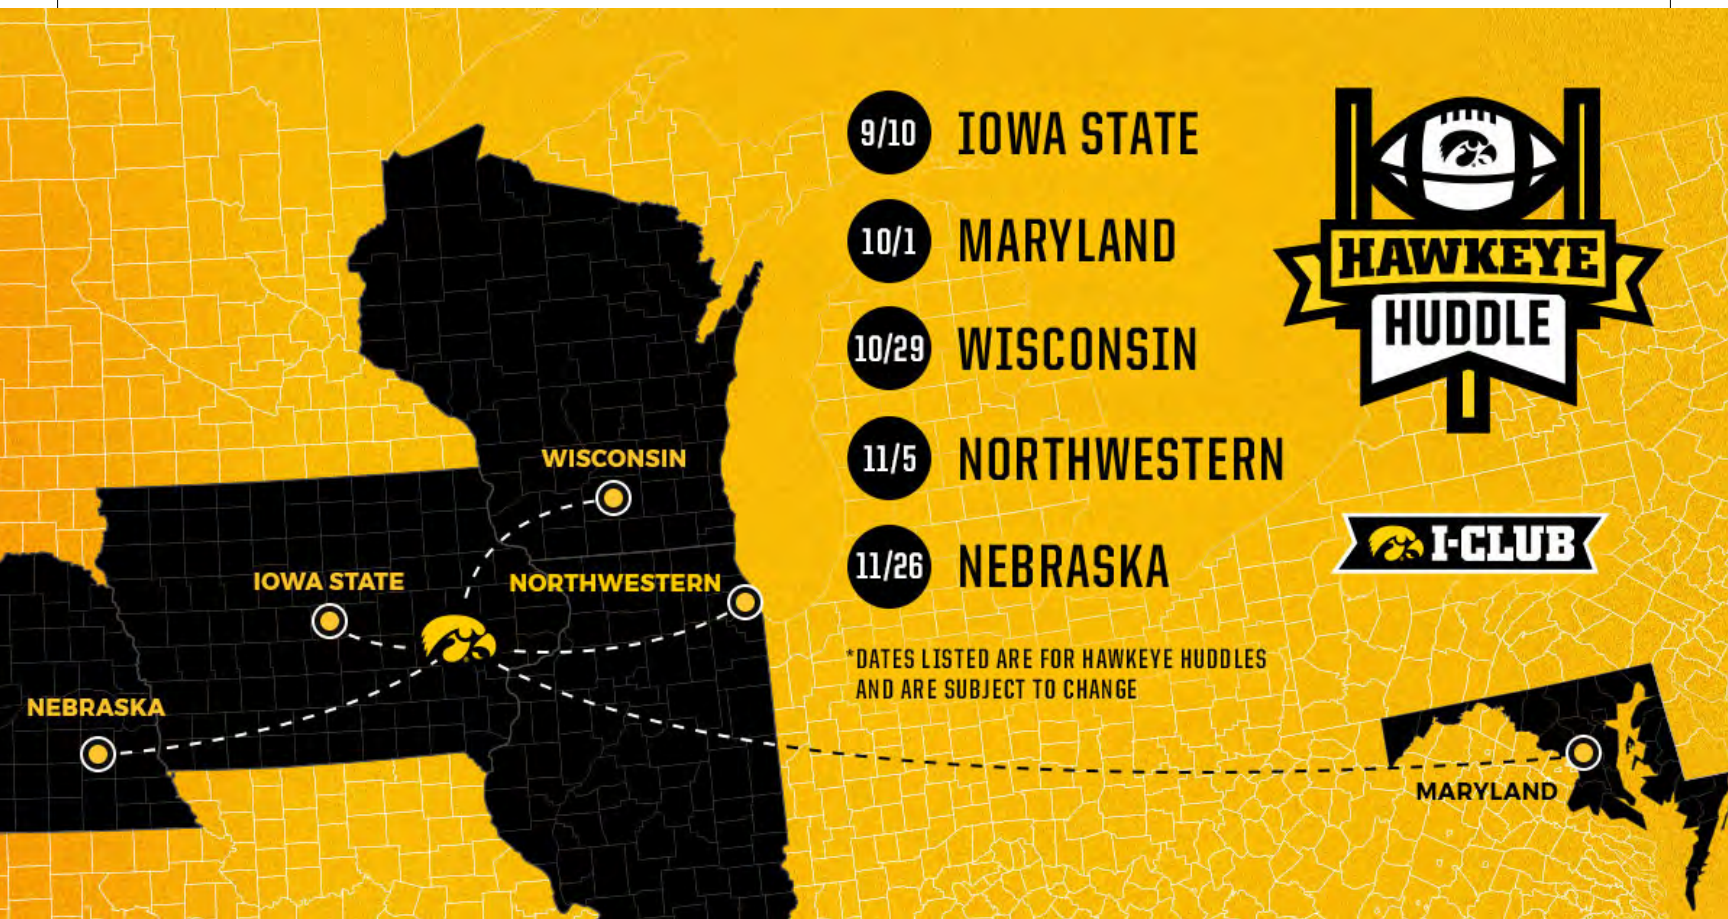 9/10 IOWA STATE
10/1 MARYLAND
10/29 WISCONSIN
11/5 NORTHWESTERN
11/26 NEBRASKA
*DATES LISTED ARE FOR HAWKEYE HUDDLES
AND ARE SUBJECT TO CHANGE
HAWKEYE
HUDDLE
I-CLUB
WISCONSIN
IOWA STATE
NORTHWESTERN
NEBRASKA
MARYLAND